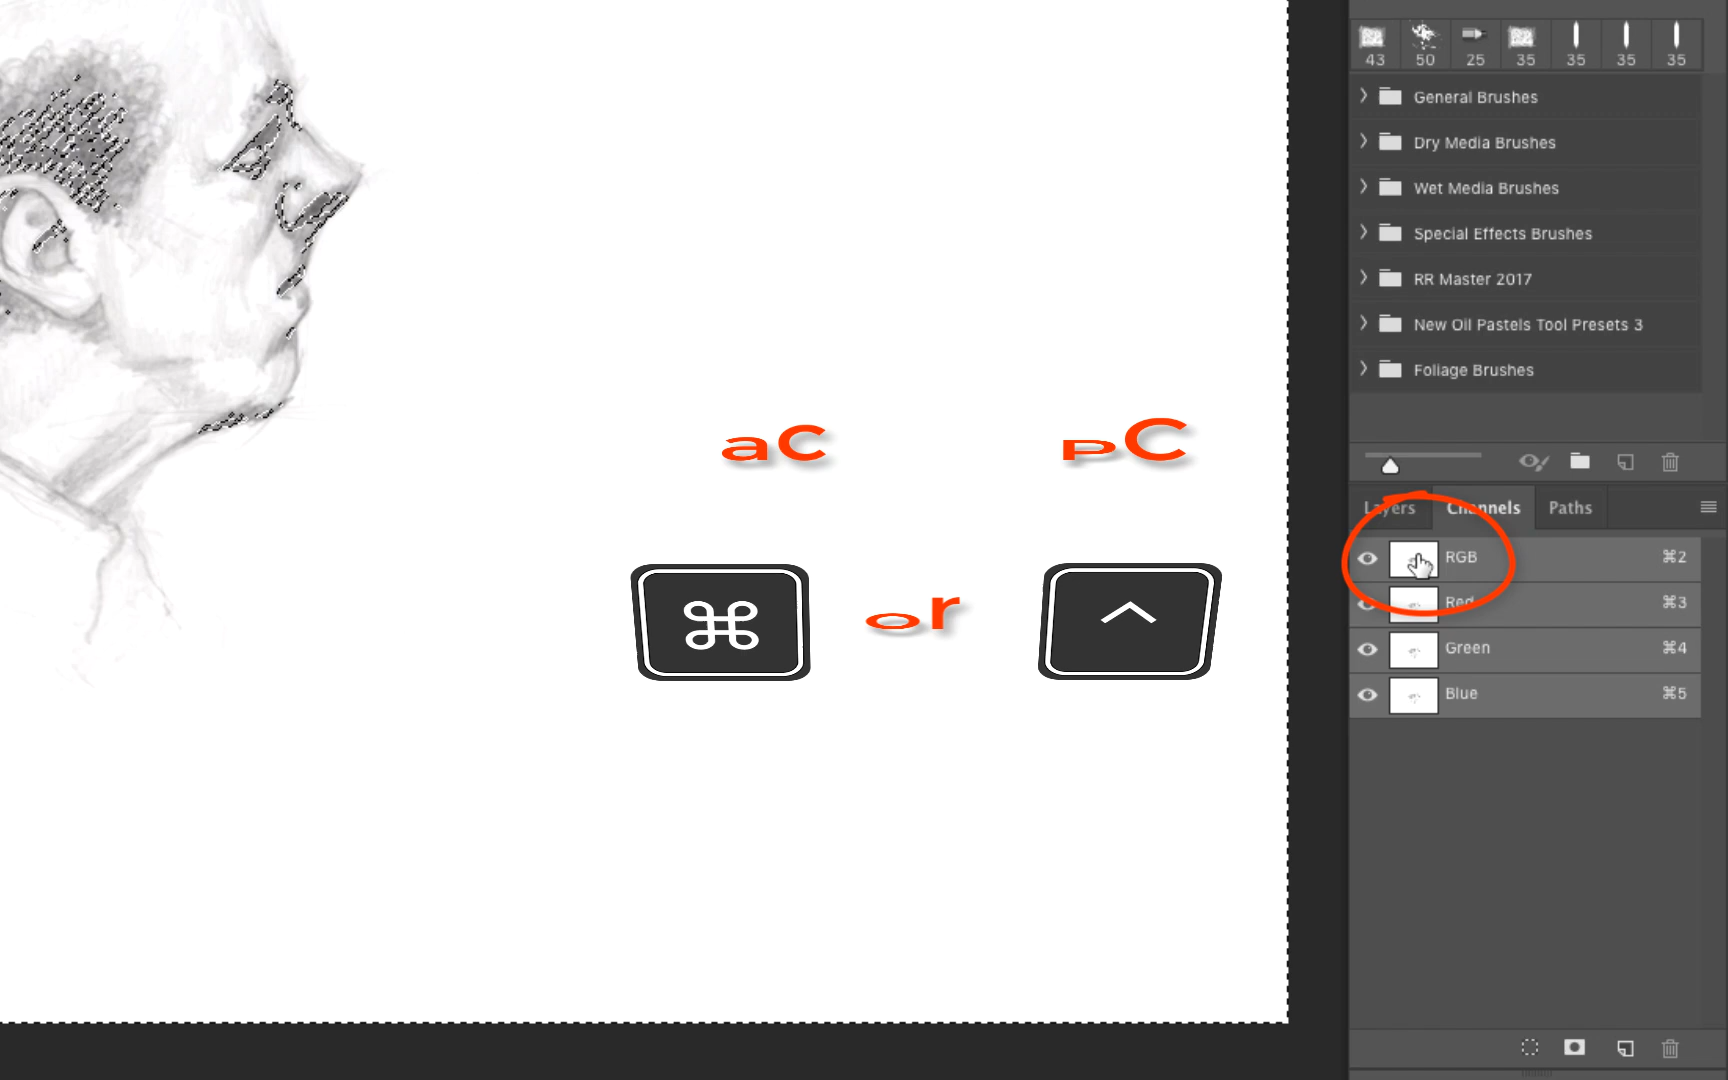 43 50 25 35 35 35 35
General Brushes
Dry Media Brushes
Wet Media Brushes
Special Effects Brushes
RR Master 2017
New Oil Pastels Tool Presets 3
Foliage Brushes
aC PC
Layers Channels Paths
RGB ⌘2
Red ⌘3
Green ⌘4
Blue ⌘5
⌘ or ^